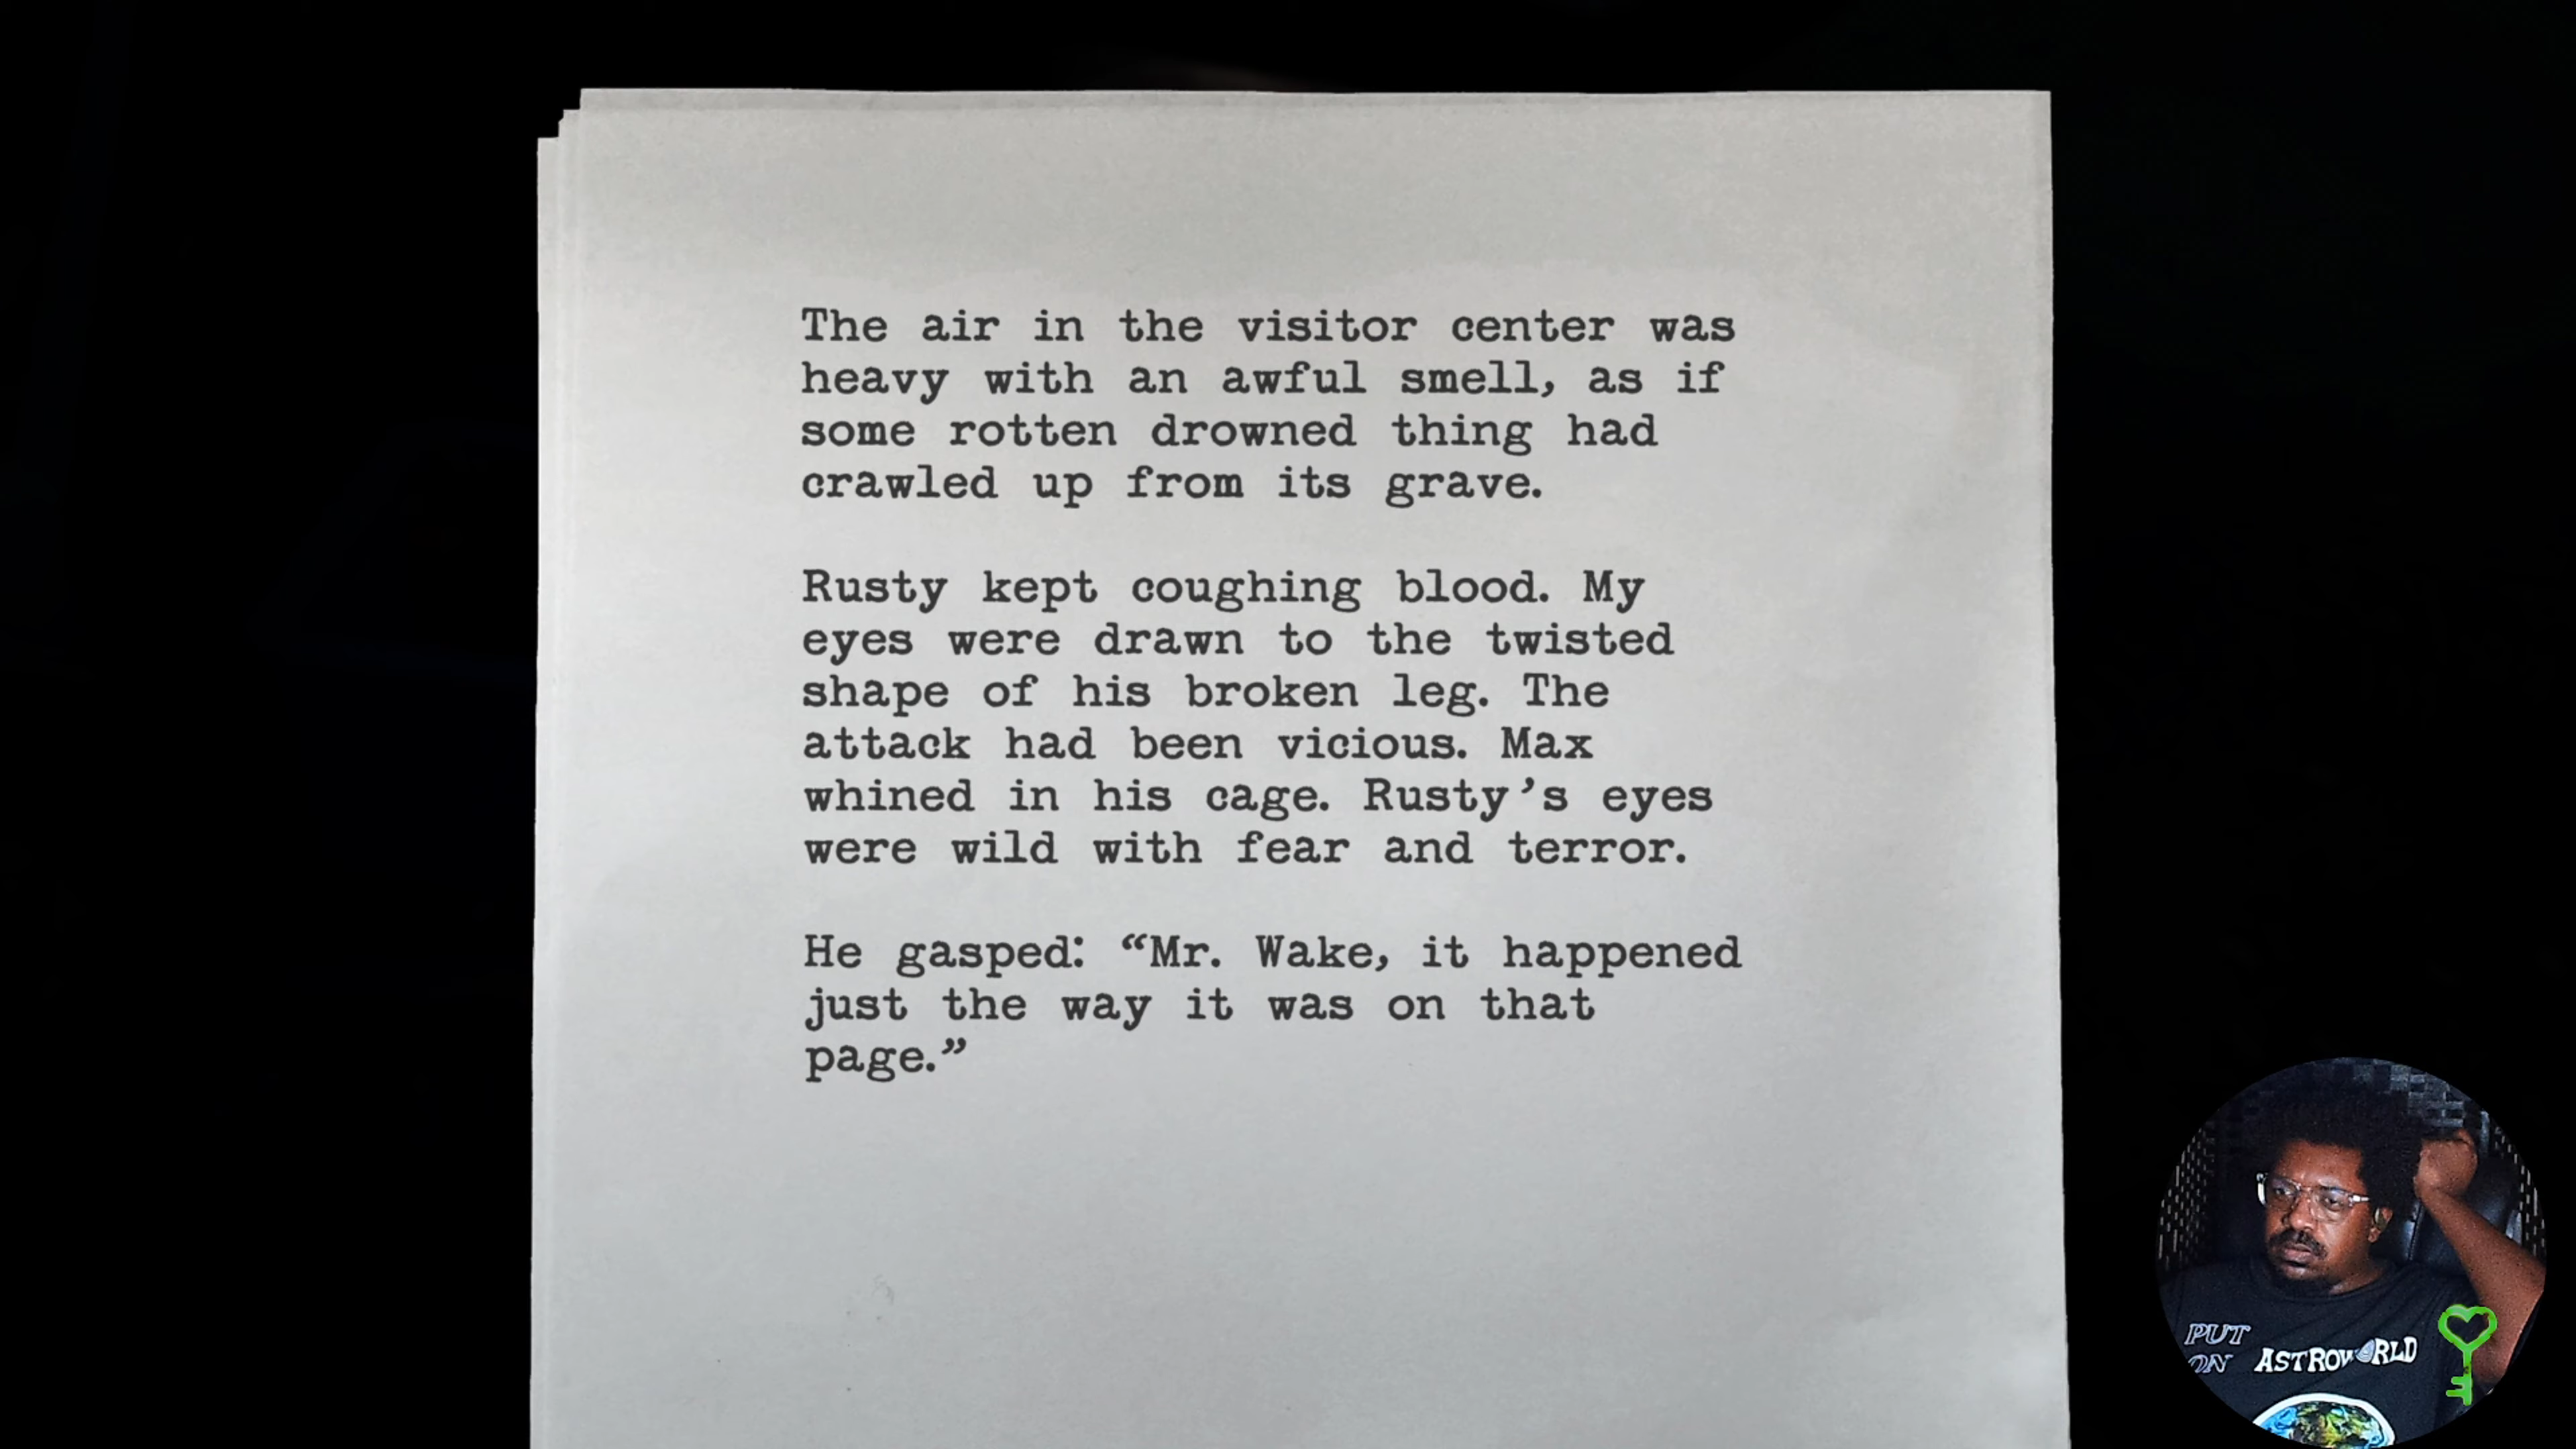 The air in the visitor center was
heavy with an awful smell, as if
some rotten drowned thing had
crawled up from its grave.
Rusty kept coughing blood. My
eyes were drawn to the twisted
shape of his broken leg. The
attack had been vicious. Max
whined in his cage. Rusty’s eyes
were wild with fear and terror.
He gasped: “Mr. Wake, it happened
just the way it was on that
page.”
PUT
ON ASTROWORLD